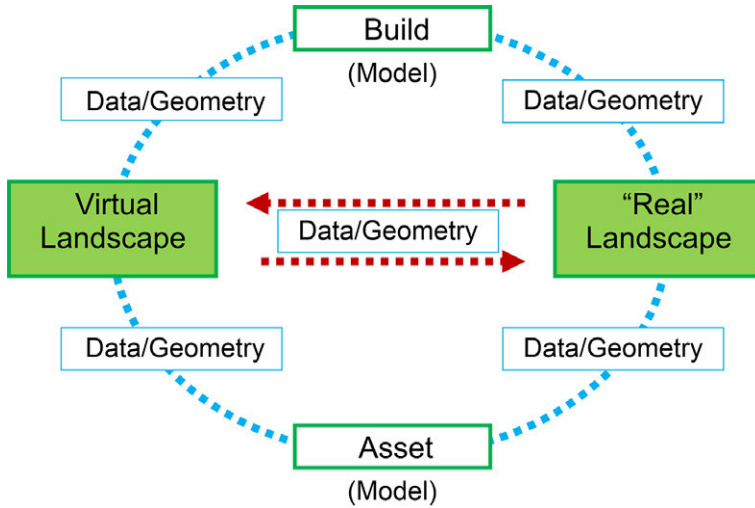 Build
(Model)
Data/Geometry
Data/Geometry
Virtual
Landscape
Data/Geometry
“Real”
Landscape
Data/Geometry
Data/Geometry
Asset
(Model)